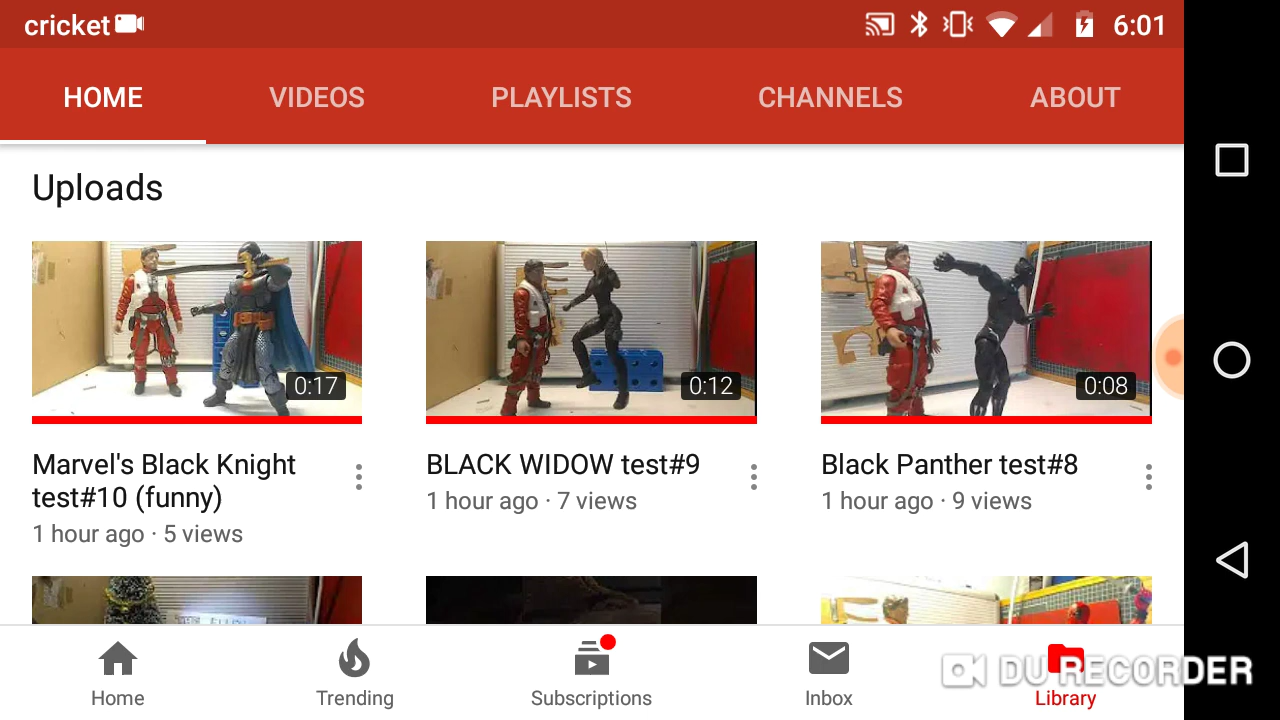 cricket 6:01
HOME VIDEOS PLAYLISTS CHANNELS ABOUT
Uploads
0:17 0:12 0:08
Marvel's Black Knight
test#10 (funny)
1 hour ago · 5 views
BLACK WIDOW test#9
1 hour ago · 7 views
Black Panther test#8
1 hour ago · 9 views
Home Trending Subscriptions Inbox Library
DU RECORDER